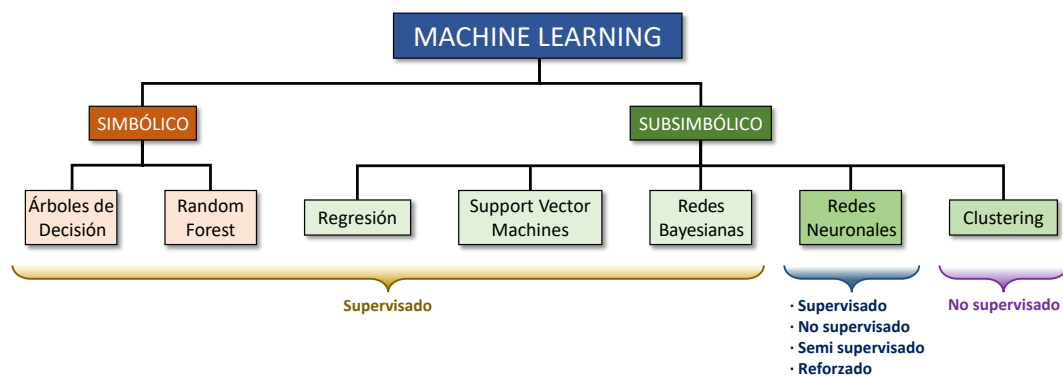 MACHINE LEARNING
SIMBÓLICO
SUBSIMBÓLICO
Árboles de
Decisión
Random
Forest
Regresión
Support Vector
Machines
Redes
Bayesianas
Redes
Neuronales
Clustering
Supervisado
· Supervisado
· No supervisado
· Semi supervisado
· Reforzado
No supervisado